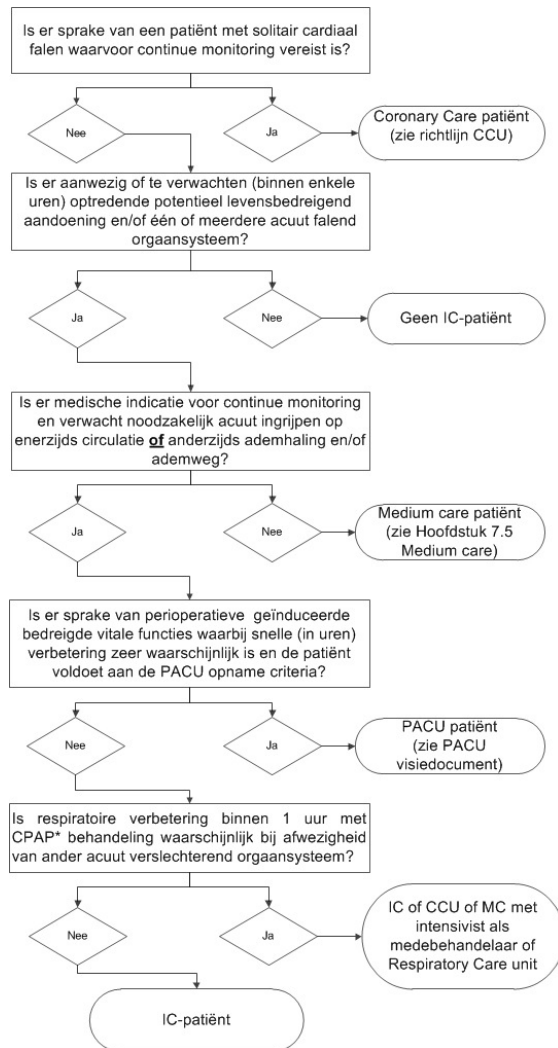 Is er sprake van een patiënt met solitair cardiaal
falen waarvoor continue monitoring vereist is?
Nee
Ja
Coronary Care patiënt
(zie richtlijn CCU)
Is er aanwezig of te verwachten (binnen enkele
uren) optredende potentieel levensbedreigend
aandoening en/of één of meerdere acuut falend
orgaansysteem?
Ja
Nee
Geen IC-patiënt
Is er medische indicatie voor continue monitoring
en verwacht noodzakelijk acuut ingrijpen op
enerzijds circulatie of anderzijds ademhaling en/of
ademweg?
Ja
Nee
Medium care patiënt
(zie Hoofdstuk 7.5
Medium care)
Is er sprake van perioperatieve geïnduceerde
bedreigde vitale functies waarbij snelle (in uren)
verbetering zeer waarschijnlijk is en de patiënt
voldoet aan de PACU opname criteria?
Nee
Ja
PACU patiënt
(zie PACU
visiedocument)
Is respiratoire verbetering binnen 1 uur met
CPAP* behandeling waarschijnlijk bij afwezigheid
van ander acuut verslechterend orgaansysteem?
Nee
Ja
IC of CCU of MC met
intensivist als
medebehandelaar of
Respiratory Care unit
IC-patiënt